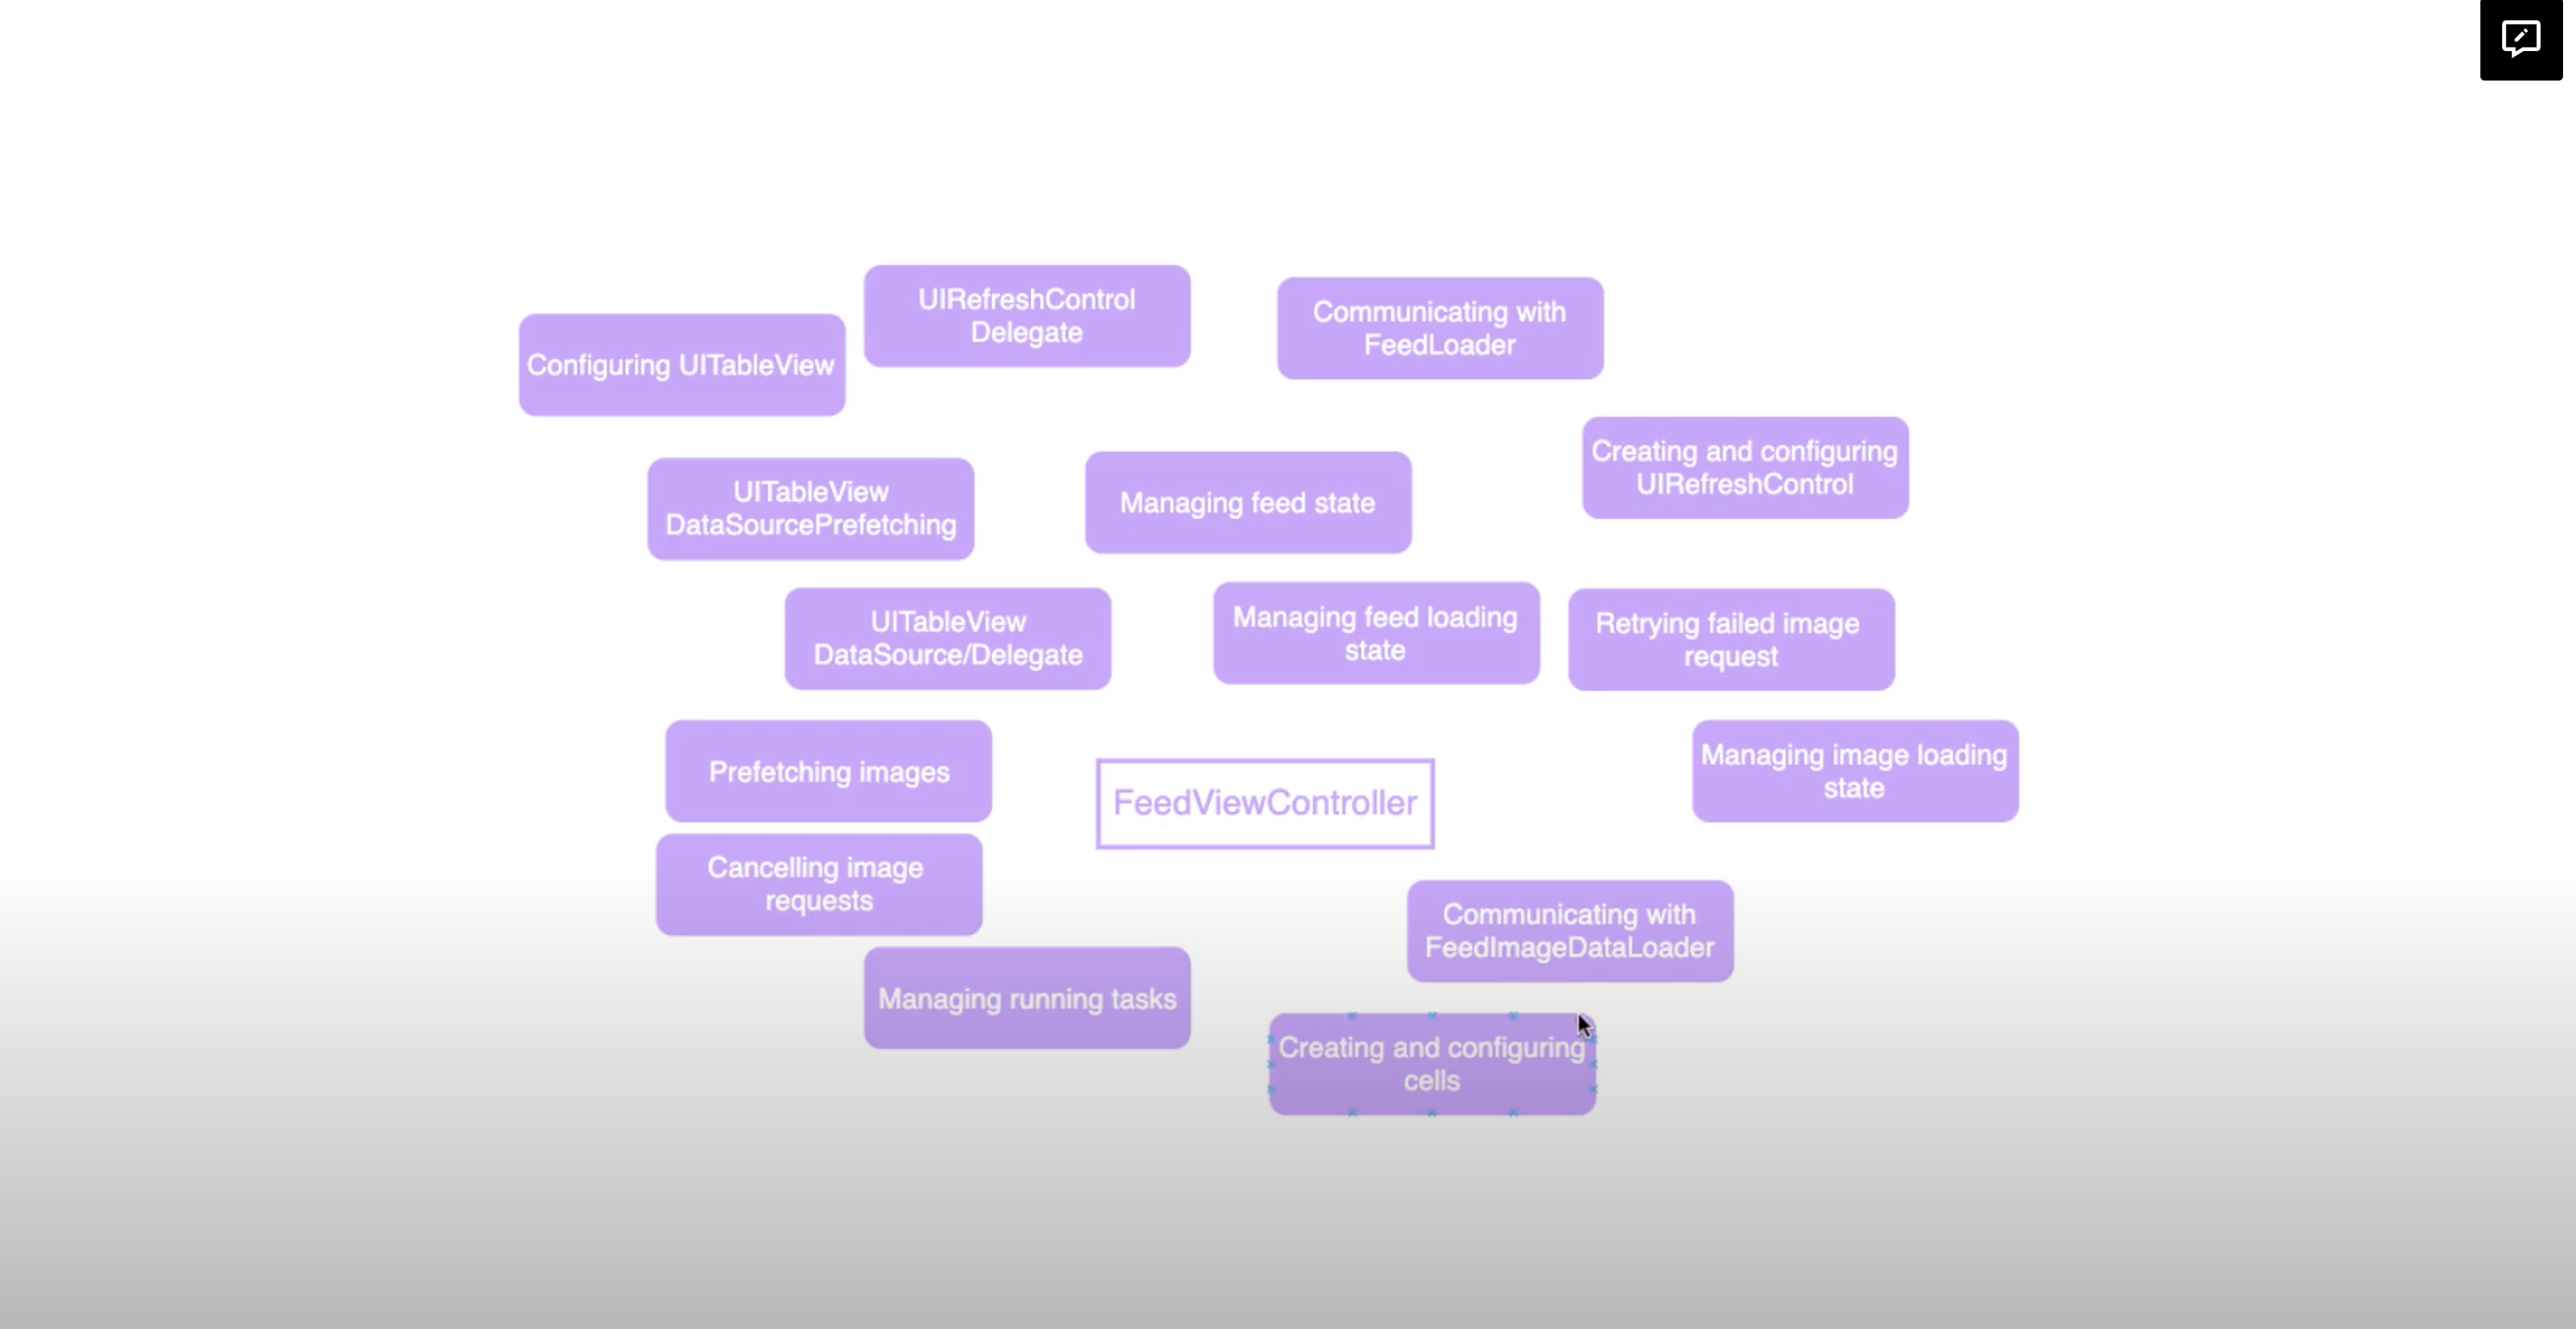 UIRefreshControl
Delegate
Communicating with
FeedLoader
Configuring UITableView
Creating and configuring
UIRefreshControl
UITableView
DataSourcePrefetching
Managing feed state
UITableView
DataSource/Delegate
Managing feed loading
state
Retrying failed image
request
Prefetching images
Managing image loading
state
FeedViewController
Cancelling image
requests
Communicating with
FeedImageDataLoader
Managing running tasks
Creating and configuring
cells